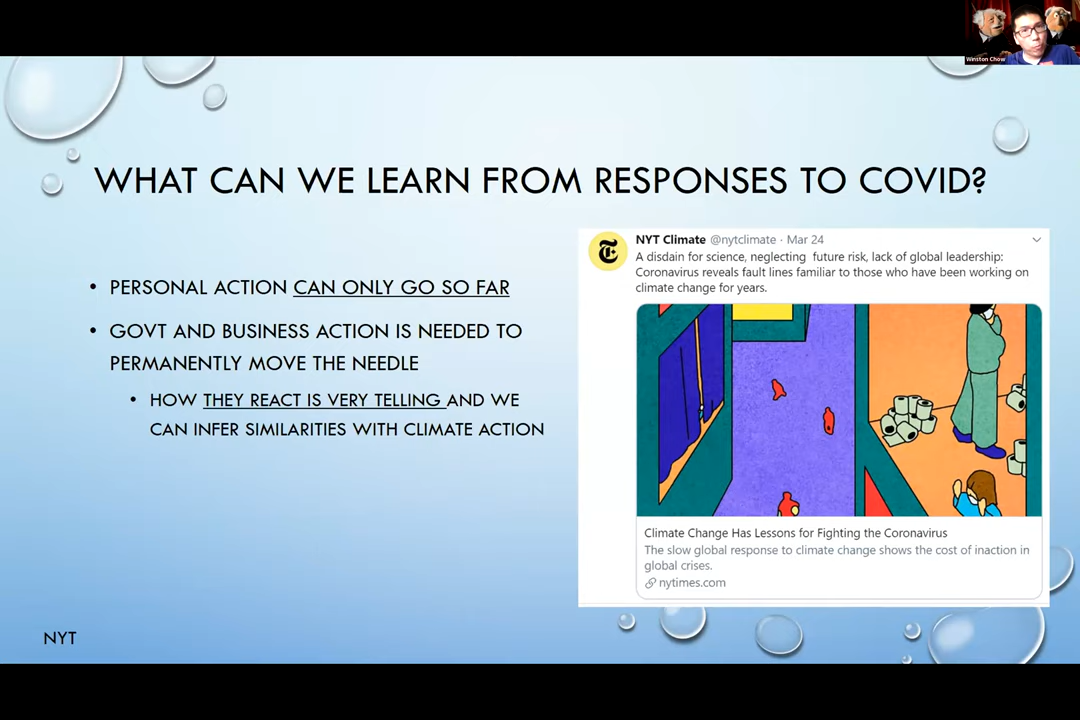 Winston Chow
WHAT CAN WE LEARN FROM RESPONSES TO COVID?
• PERSONAL ACTION CAN ONLY GO SO FAR
• GOVT AND BUSINESS ACTION IS NEEDED TO
PERMANENTLY MOVE THE NEEDLE
• HOW THEY REACT IS VERY TELLING AND WE
CAN INFER SIMILARITIES WITH CLIMATE ACTION
NYT Climate @nytclimate · Mar 24
A disdain for science, neglecting future risk, lack of global leadership:
Coronavirus reveals fault lines familiar to those who have been working on
climate change for years.
Climate Change Has Lessons for Fighting the Coronavirus
The slow global response to climate change shows the cost of inaction in
global crises.
nytimes.com
NYT